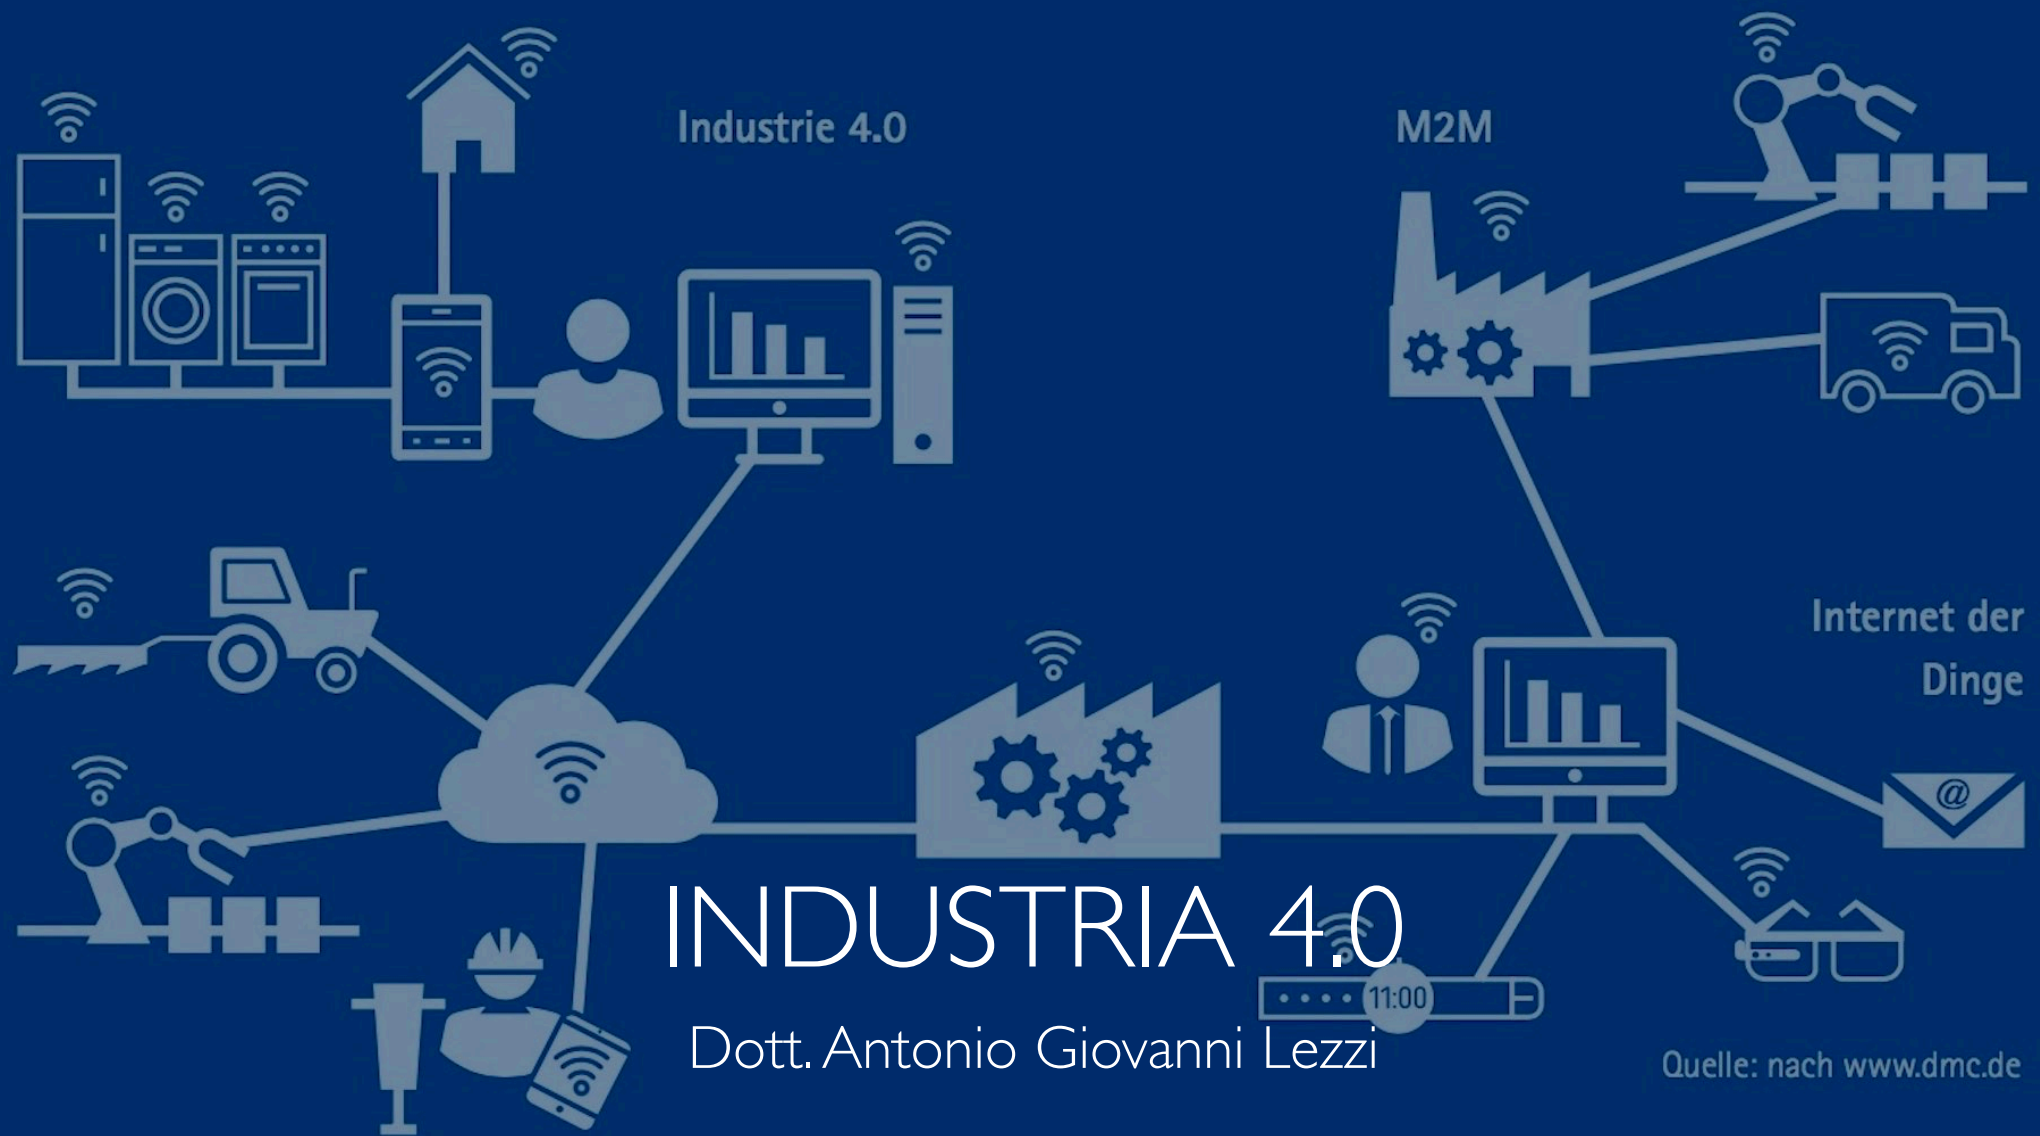 Industrie 4.0
M2M
Internet der
Dinge
@
INDUSTRIA 4.0
11:00
Dott. Antonio Giovanni Lezzi
Quelle: nach www.dmc.de